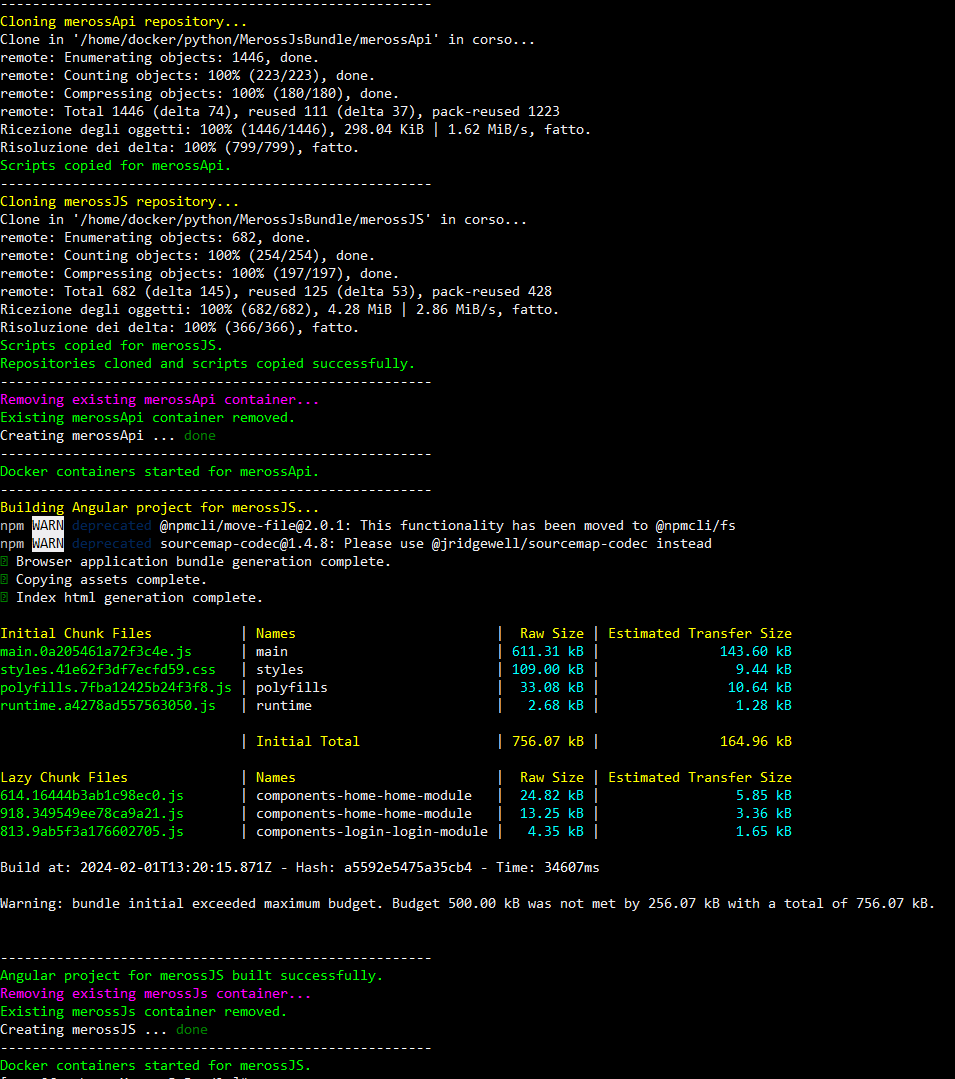 ------------------------------------------------------
Cloning merossApi repository...
Clone in '/home/docker/python/MerossJsBundle/merossApi' in corso...
remote: Enumerating objects: 1446, done.
remote: Counting objects: 100% (223/223), done.
remote: Compressing objects: 100% (180/180), done.
remote: Total 1446 (delta 74), reused 111 (delta 37), pack-reused 1223
Ricezione degli oggetti: 100% (1446/1446), 298.04 KiB | 1.62 MiB/s, fatto.
Risoluzione dei delta: 100% (799/799), fatto.
Scripts copied for merossApi.
------------------------------------------------------
Cloning merossJS repository...
Clone in '/home/docker/python/MerossJsBundle/merossJS' in corso...
remote: Enumerating objects: 682, done.
remote: Counting objects: 100% (254/254), done.
remote: Compressing objects: 100% (197/197), done.
remote: Total 682 (delta 145), reused 125 (delta 53), pack-reused 428
Ricezione degli oggetti: 100% (682/682), 4.28 MiB | 2.86 MiB/s, fatto.
Risoluzione dei delta: 100% (366/366), fatto.
Scripts copied for merossJS.
Repositories cloned and scripts copied successfully.
------------------------------------------------------
Removing existing merossApi container...
Existing merossApi container removed.
Creating merossApi ... done
------------------------------------------------------
Docker containers started for merossApi.
------------------------------------------------------
Building Angular project for merossJS...
npm WARN deprecated @npmcli/move-file@2.0.1: This functionality has been moved to @npmcli/fs
npm WARN deprecated sourcemap-codec@1.4.8: Please use @jridgewell/sourcemap-codec instead
Browser application bundle generation complete.
Copying assets complete.
Index html generation complete.
Initial Chunk Files | Names | Raw Size | Estimated Transfer Size
main.0a205461a72f3c4e.js | main | 611.31 kB | 143.60 kB
styles.41e62f3df7ecfd59.css | styles | 109.00 kB | 9.44 kB
polyfills.7fba12425b24f3f8.js | polyfills | 33.08 kB | 10.64 kB
runtime.a4278ad557563050.js | runtime | 2.68 kB | 1.28 kB
| Initial Total | 756.07 kB | 164.96 kB
Lazy Chunk Files | Names | Raw Size | Estimated Transfer Size
614.16444b3ab1c98ec0.js | components-home-home-module | 24.82 kB | 5.85 kB
918.349549ee78ca9a21.js | components-home-home-module | 13.25 kB | 3.36 kB
813.9ab5f3a176602705.js | components-login-login-module | 4.35 kB | 1.65 kB
Build at: 2024-02-01T13:20:15.871Z - Hash: a5592e5475a35cb4 - Time: 34607ms
Warning: bundle initial exceeded maximum budget. Budget 500.00 kB was not met by 256.07 kB with a total of 756.07 kB.
------------------------------------------------------
Angular project for merossJS built successfully.
Removing existing merossJs container...
Existing merossJs container removed.
Creating merossJS ... done
------------------------------------------------------
Docker containers started for merossJS.